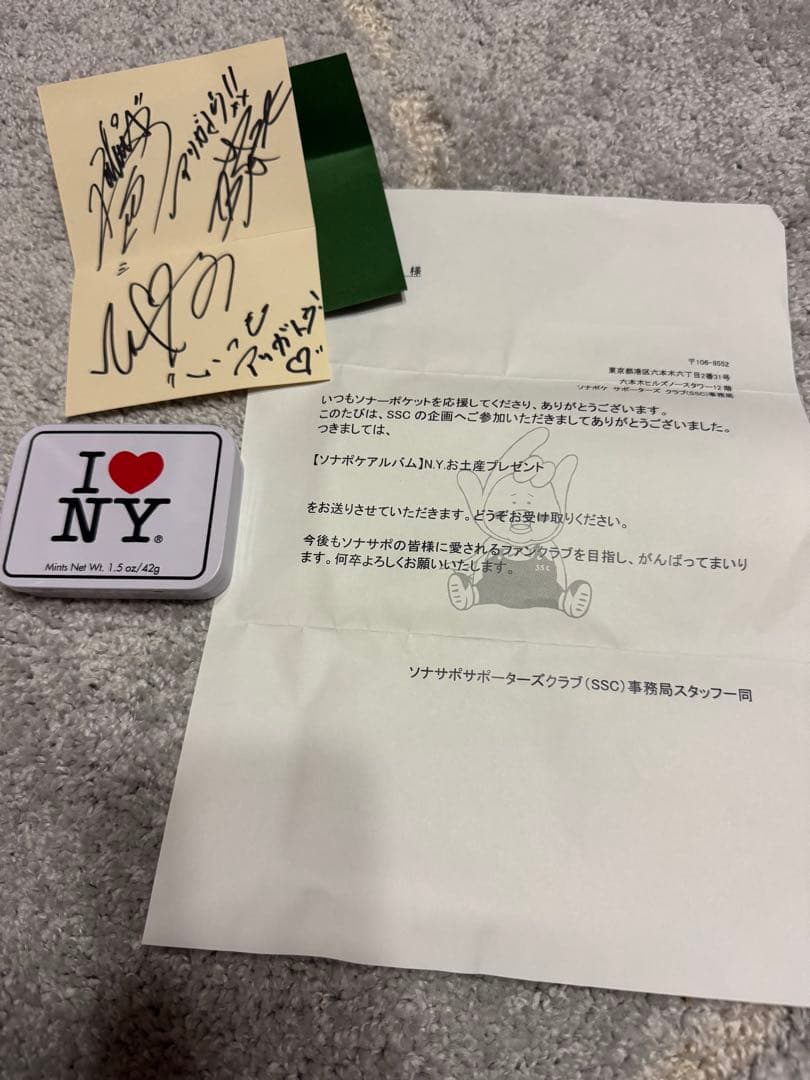 アリガとう!!
いつも
アリガトウ!
I ♥
NY®
Mints Net Wt. 1.5 oz/42g
様
〒106-8552
東京都港区六本木六丁目2番31号
六本木ヒルズノースタワー12階
ソナポケ サポーターズ クラブ(SSC)事務局
いつもソナーポケットを応援してくださり、ありがとうございます。
このたびは、SSC の企画へご参加いただきましてありがとうございました。
つきましては、
【ソナポケアルバム】N.Y.お土産プレゼント
をお送りさせていただきます。どうぞお受け取りください。
今後もソナサポの皆様に愛されるファンクラブを目指し、がんばってまいり
ます。何卒よろしくお願いいたします。
SSC
ソナサポサポーターズクラブ(SSC)事務局スタッフ一同